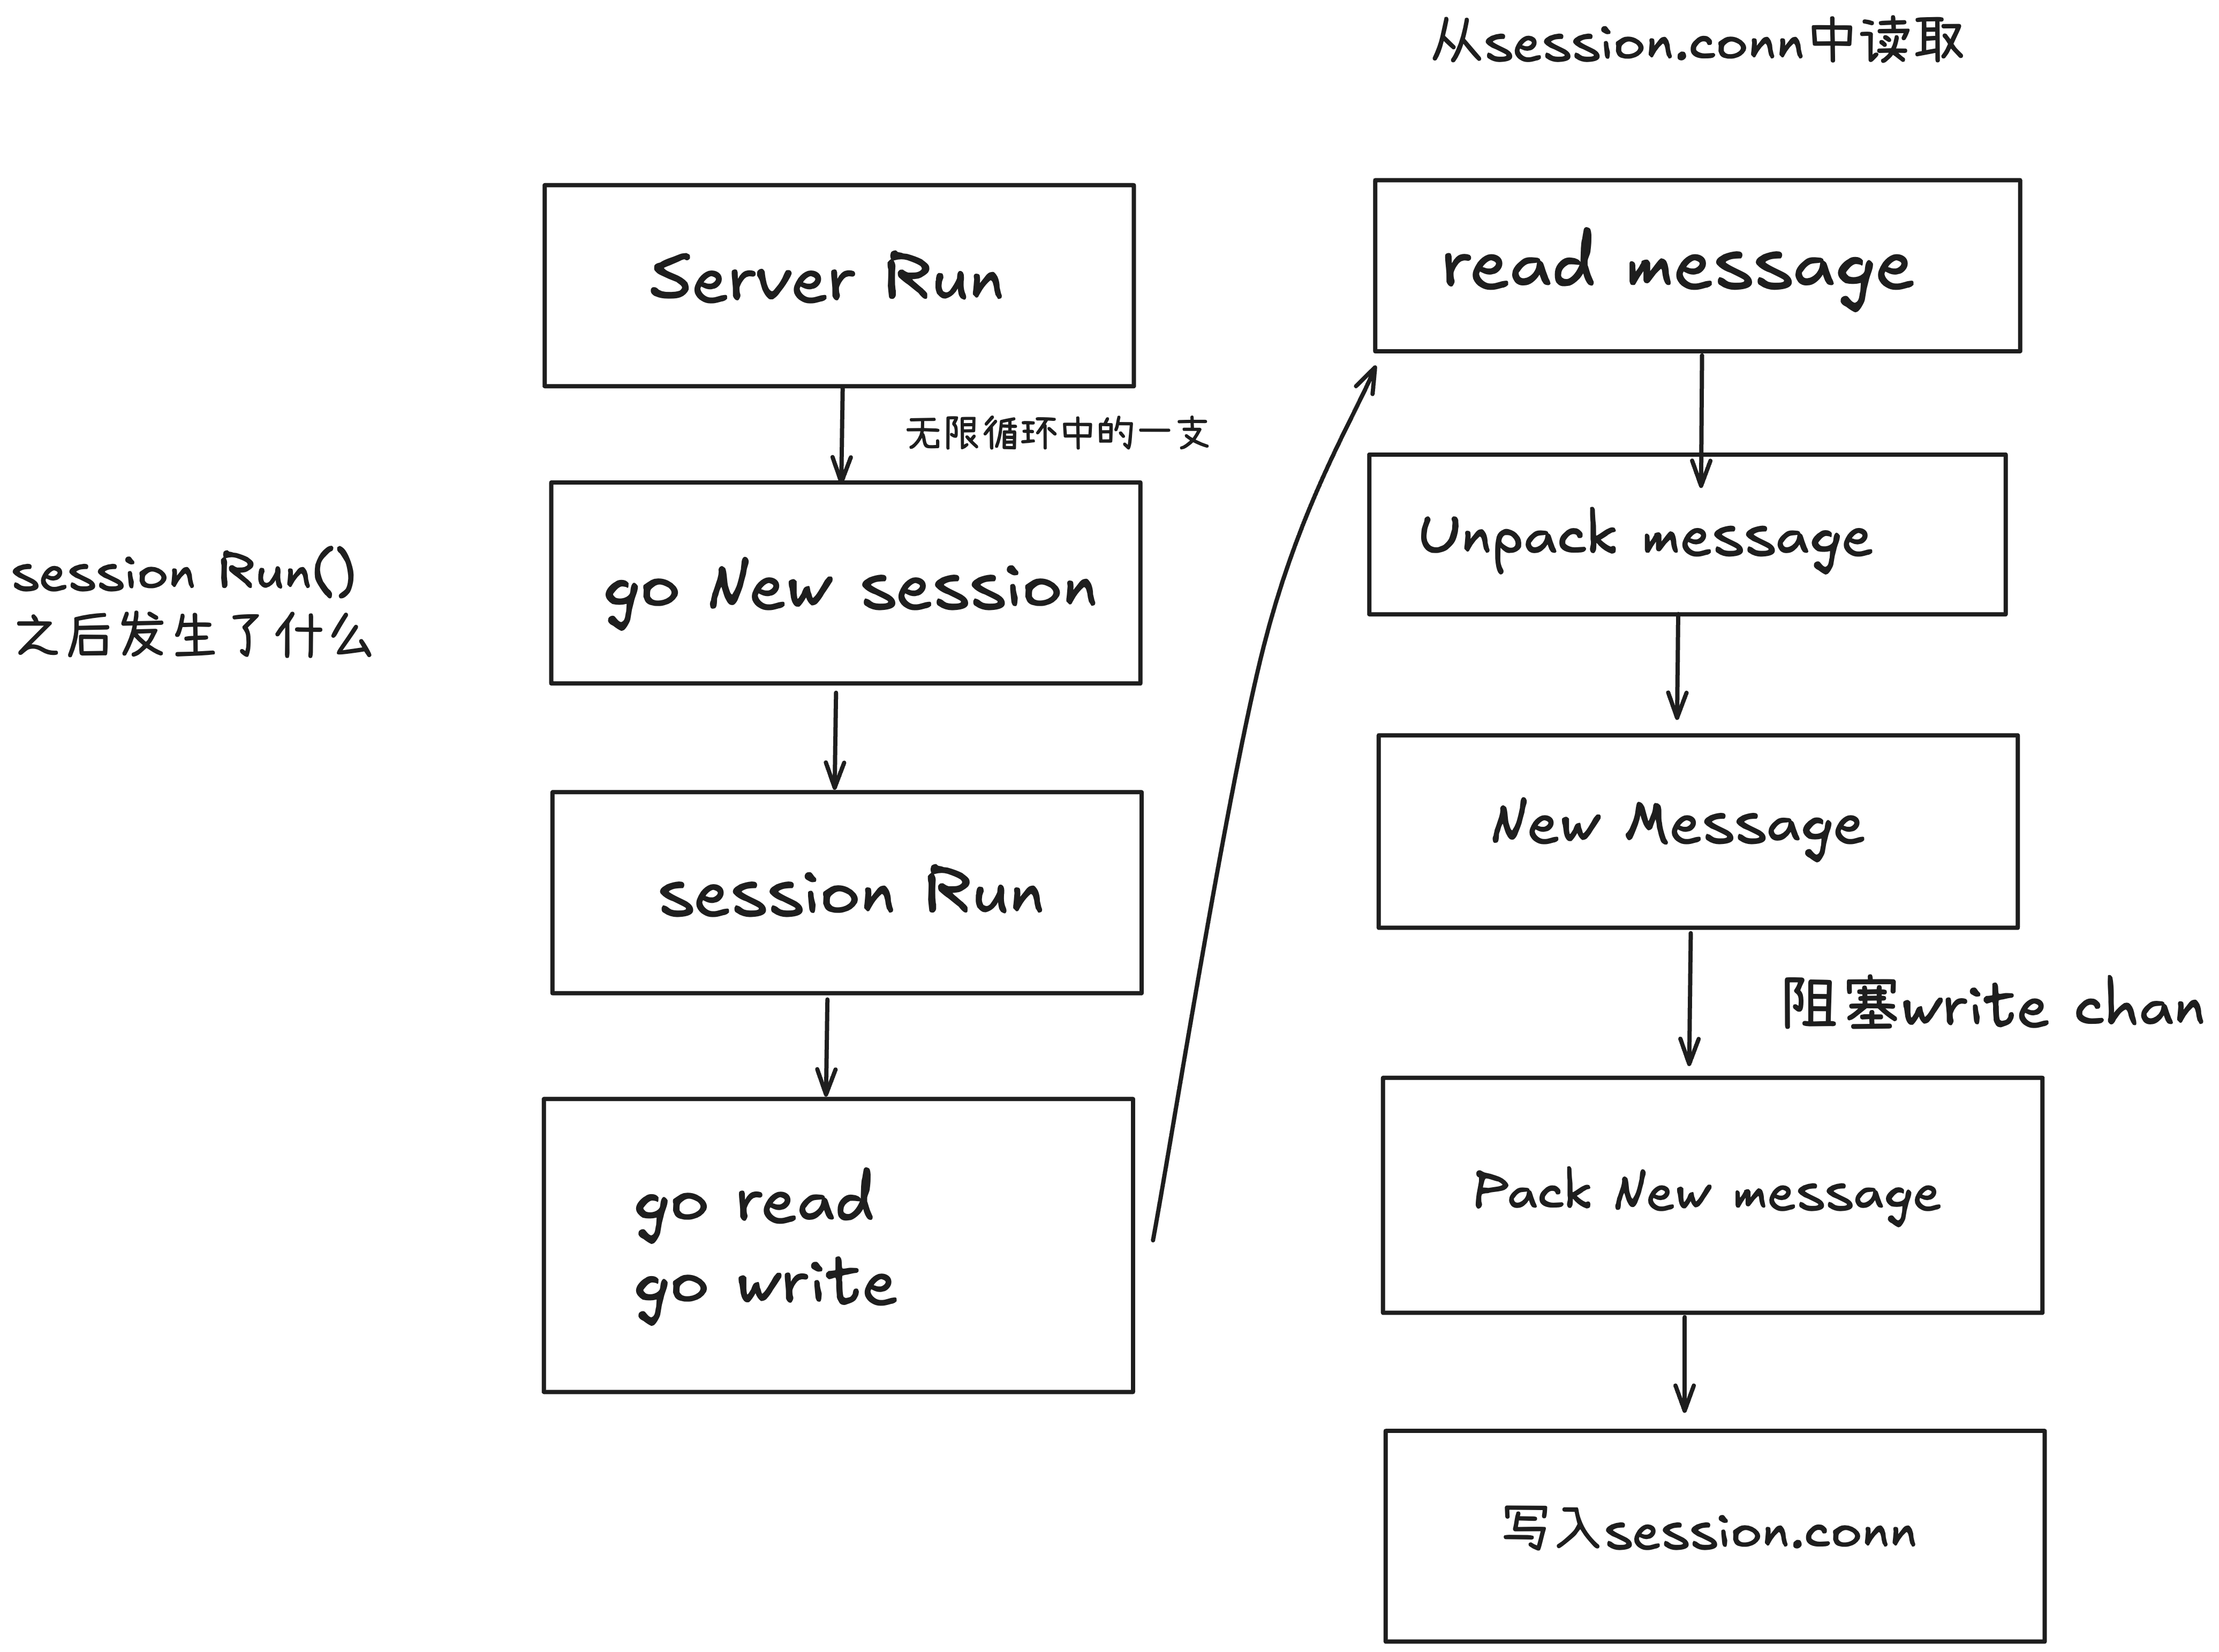 session Run()
之后发生了什么
Server Run
无限循环中的一支
go New session
session Run
go read
go write
从session.conn中读取
read message
Unpack message
New Message
阻塞write chan
Pack New message
写入session.conn